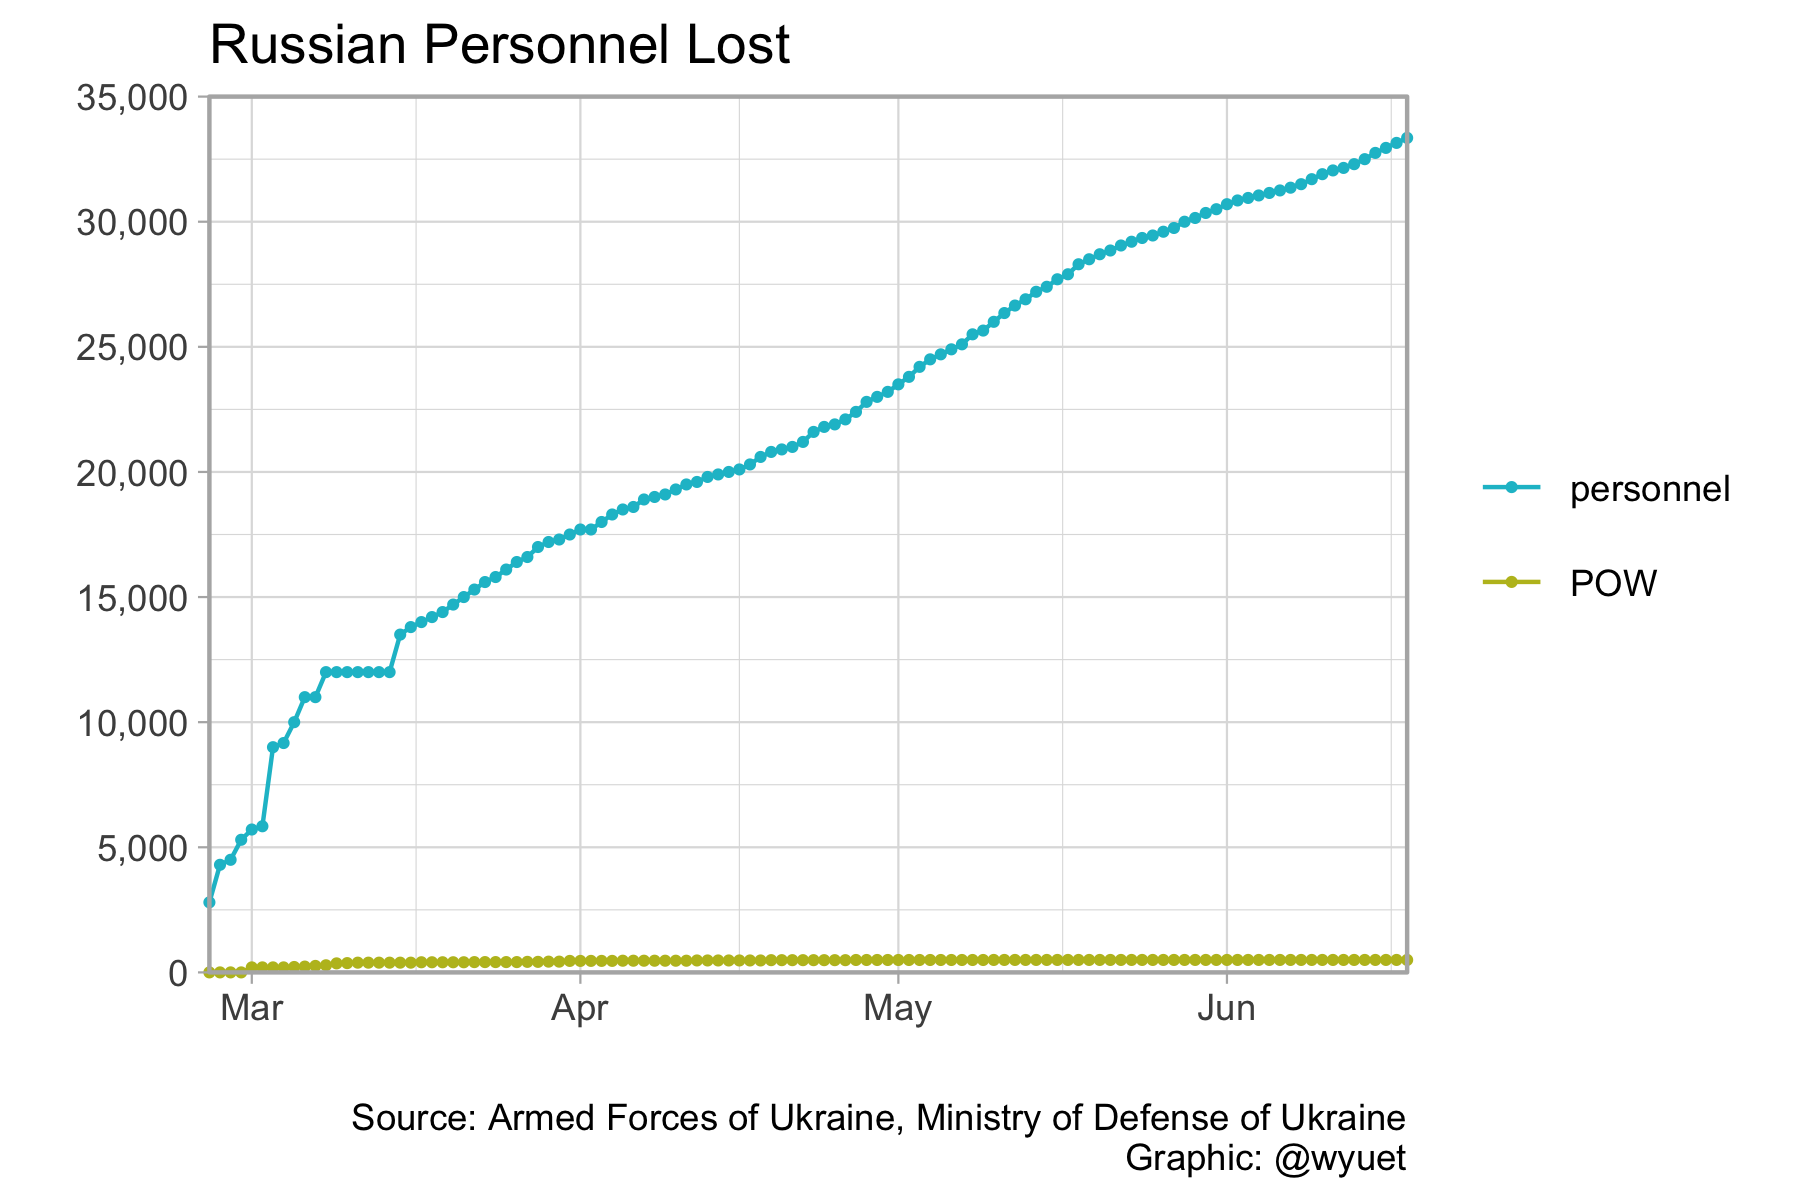 Russian Personnel Lost
35,000
30,000
25,000
20,000
15,000
10,000
5,000
0
Mar Apr May Jun
personnel
POW
Source: Armed Forces of Ukraine, Ministry of Defense of Ukraine
Graphic: @wyuet